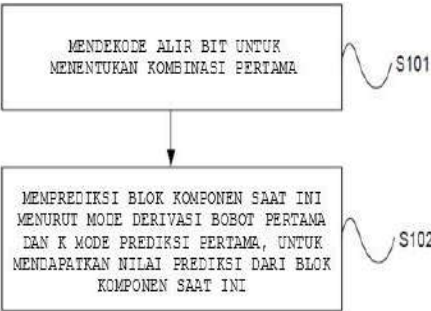 MENDEKODE ALIR BIT UNTUK
MENENTUKAN KOMBINASI PERTAMA
S101
MEMPREDIKSI BLOK KOMPONEN SAAT INI
MENURUT MODE DERIVASI BOBOT PERTAMA
DAN K MODE PREDIKSI PERTAMA, UNTUK
MENDAPATKAN NILAI PREDIKSI DARI BLOK
KOMPONEN SAAT INI
S102